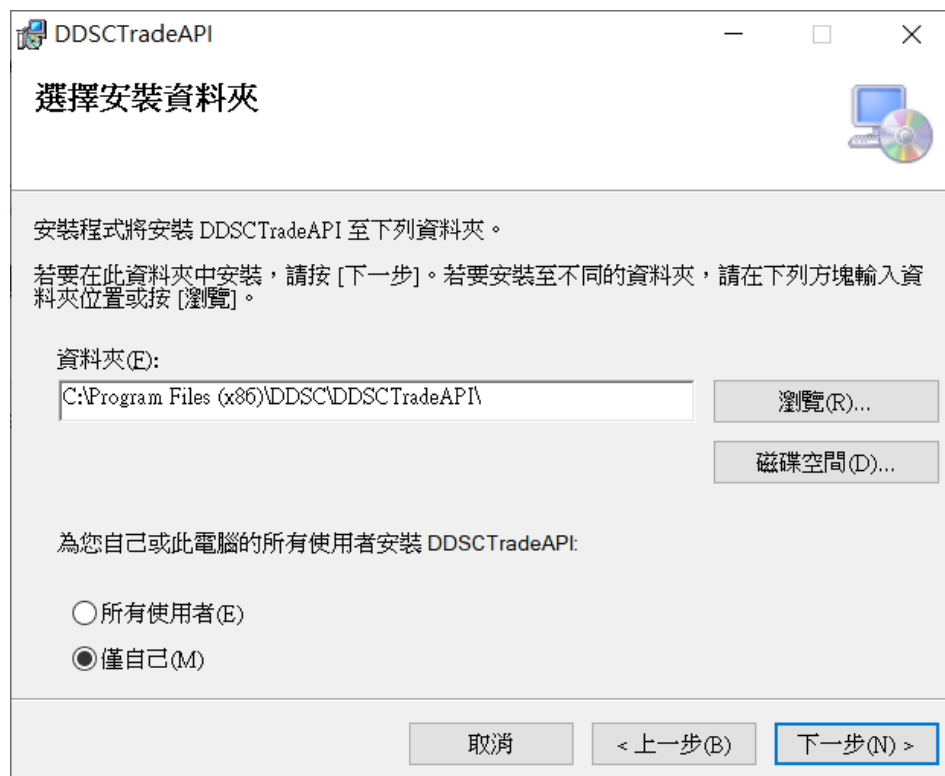 DDSCTradeAPI
選擇安裝資料夾
安裝程式將安裝 DDSCTradeAPI 至下列資料夾。
若要在此資料夾中安裝，請按 [下一步]。若要安裝至不同的資料夾，請在下列方塊輸入資
料夾位置或按 [瀏覽]。
資料夾(F):
C:\Program Files (x86)\DDSC\DDSCTradeAPI\
瀏覽(R)...
磁碟空間(D)...
為您自己或此電腦的所有使用者安裝 DDSCTradeAPI:
所有使用者(E)
僅自己(M)
取消
< 上一步(B)
下一步(N) >